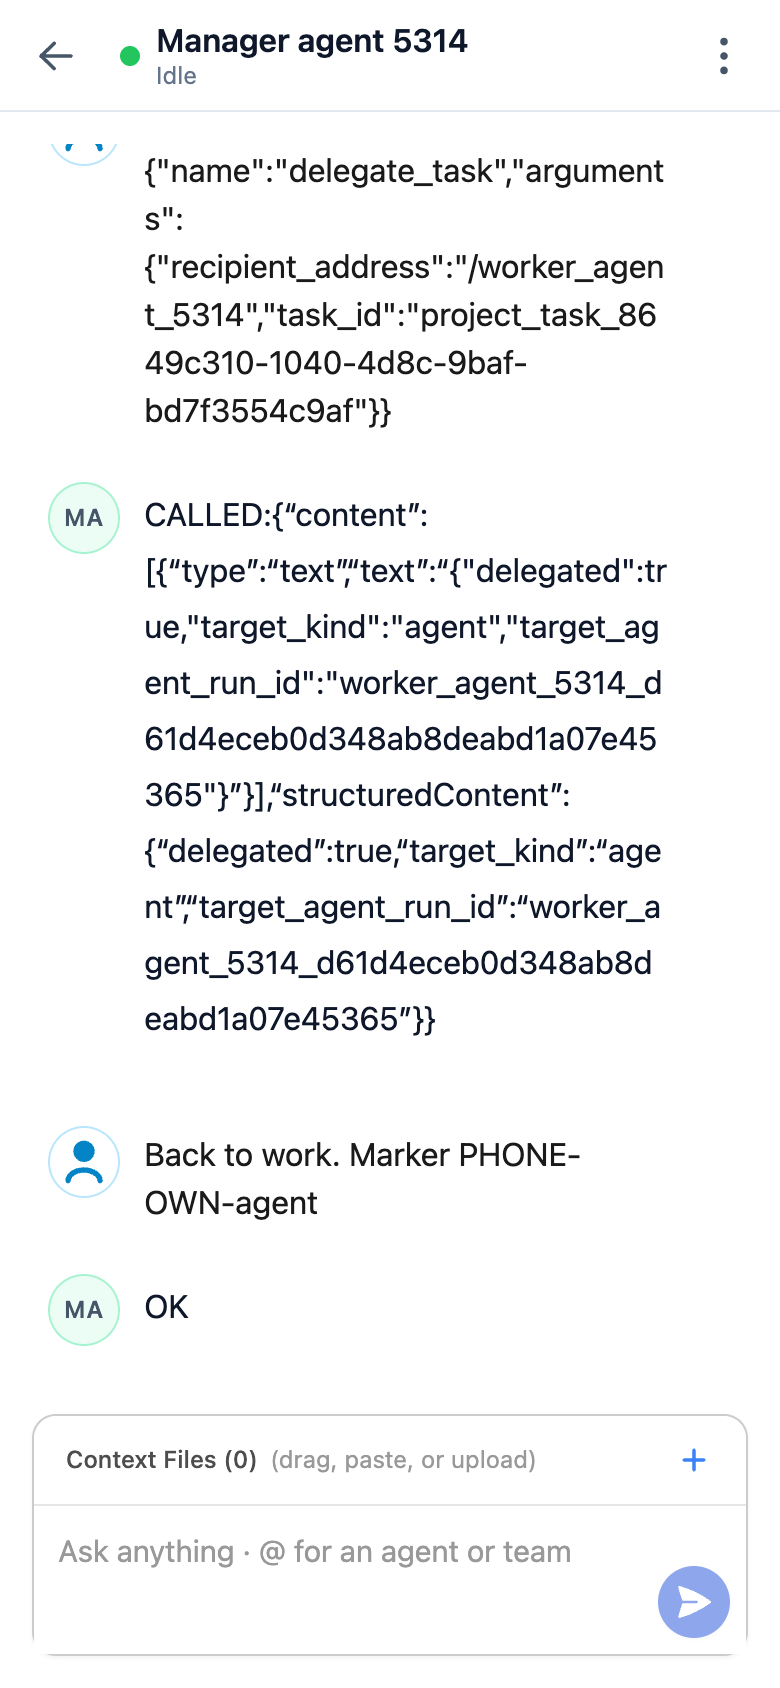 Manager agent 5314
Idle
{"name":"delegate_task","argument
s":
{"recipient_address":"/worker_agen
t_5314","task_id":"project_task_86
49c310-1040-4d8c-9baf-
bd7f3554c9af"}}
MA
CALLED:{“content”:
[{“type”:“text”,“text”:“{"delegated":tr
ue,"target_kind":"agent","target_ag
ent_run_id":"worker_agent_5314_d
61d4eceb0d348ab8deabd1a07e45
365"}”}],“structuredContent”:
{“delegated”:true,“target_kind”:“age
nt”,“target_agent_run_id”:“worker_a
gent_5314_d61d4eceb0d348ab8d
eabd1a07e45365”}}
Back to work. Marker PHONE-
OWN-agent
MA
OK
Context Files (0) (drag, paste, or upload)
Ask anything · @ for an agent or team